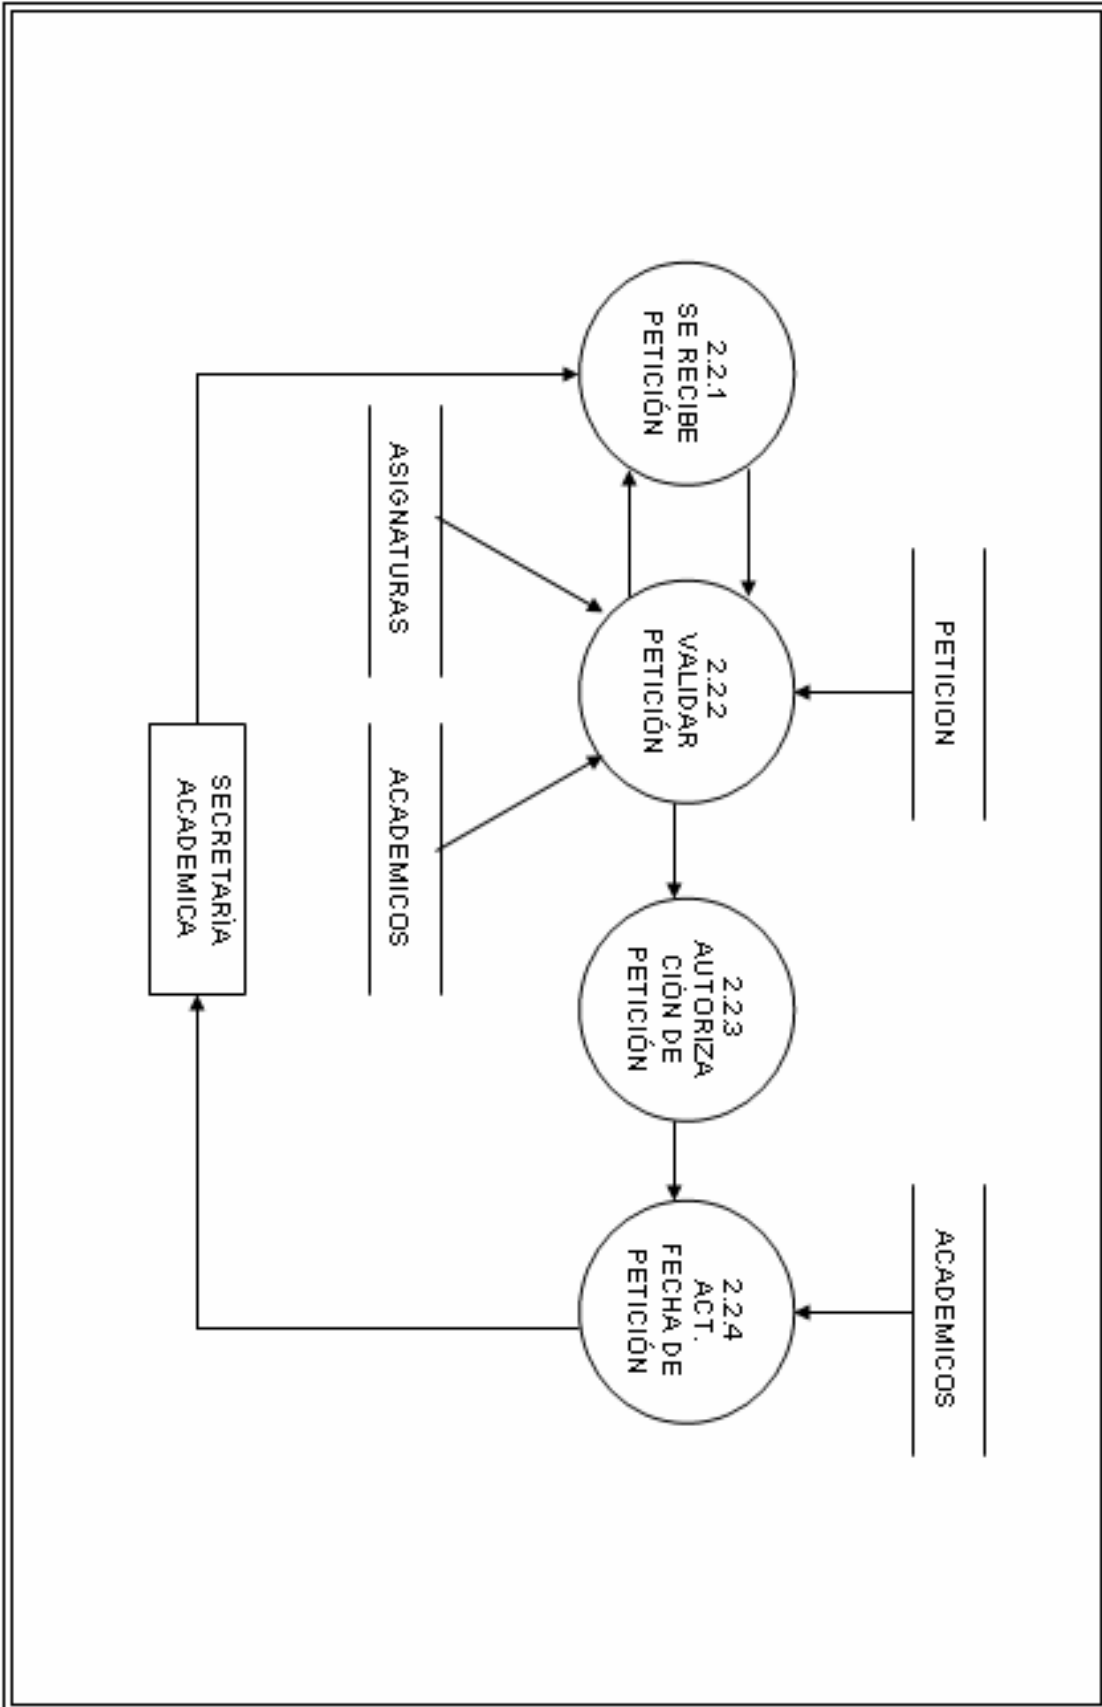 PETICION
ACADEMICOS
2.2.1
SE RECIBE
PETICIÓN
2.2.2
VALIDAR
PETICIÓN
2.2.3
AUTORIZA
CIÓN DE
PETICIÓN
2.2.4
ACT.
FECHA DE
PETICIÓN
ASIGNATURAS
ACADEMICOS
SECRETARÌA
ACADEMICA